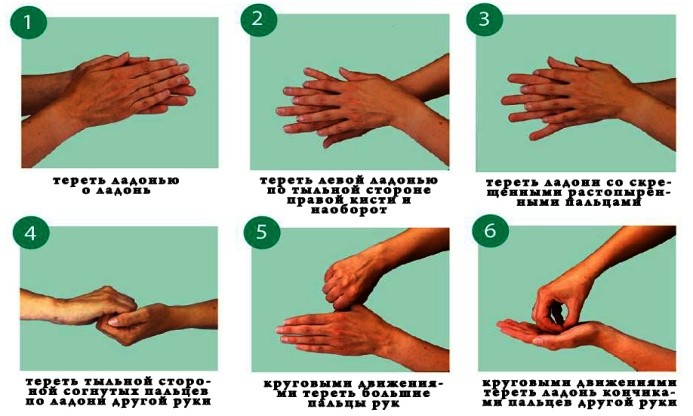 1
тереть ладонью
о ладонь
2
тереть левой ладонью
по тыльной стороне
правой кисти и
наоборот
3
тереть ладони со скре-
щенными растопырен-
ными пальцами
4
тереть тыльной сторо-
ной согнутых пальцев
по ладони другой руки
5
круговыми движения-
ми тереть большие
пальцы рук
6
круговыми движениями
тереть ладонь кончика-
ми пальцев другой руки